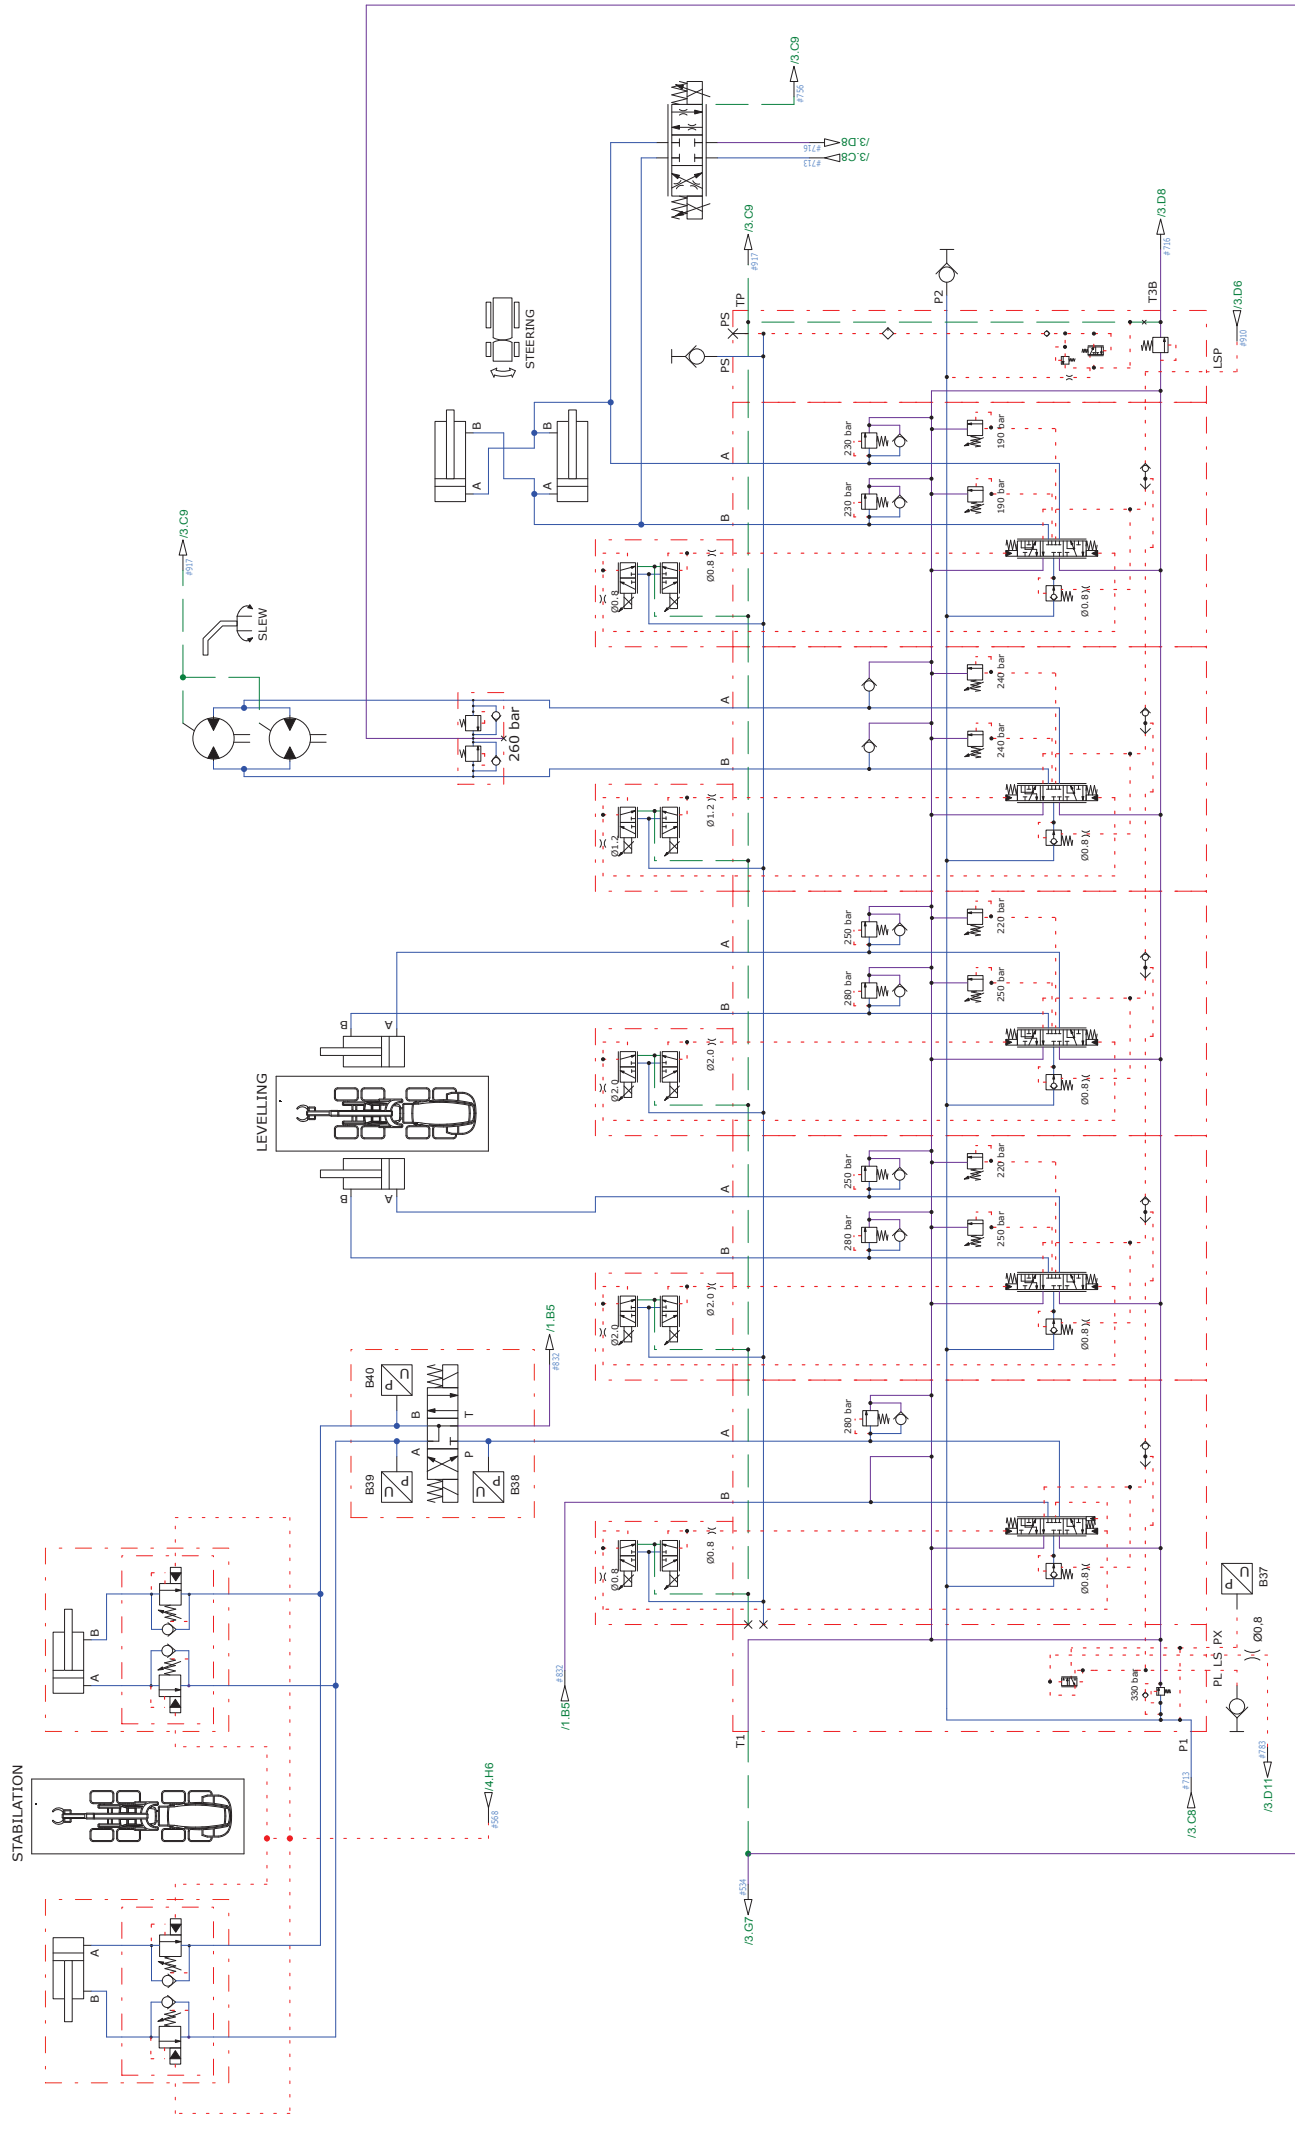 /3.C9
#756
/3.D8
#716
/3.C8
#713
/3.C9
#917
TP
PS
PS
P2
/3.D8
#716
T3B
/3.D6
#910
LSP
STEERING
B
A
B
A
/3.C9
#917
SLEW
A
B
230 bar
230 bar
190 bar
190 bar
Ø0.8
Ø0.8
Ø0.8
260 bar
A
B
240 bar
240 bar
Ø1.2
Ø1.2
Ø0.8
LEVELLING
B
A
B
A
A
B
250 bar
280 bar
220 bar
250 bar
Ø2.0
Ø2.0
Ø0.8
A
B
250 bar
280 bar
220 bar
250 bar
Ø2.0
Ø2.0
Ø0.8
/1.B5
#832
B40
U
P
B
T
A
P
B39
U
P
B38
U
P
A
B
280 bar
Ø0.8
Ø0.8
Ø0.8
/1.B5
#832
B
A
STABILATION
A
B
/4.H6
#568
T1
P1
330 bar
PL
LS
PX
B37
U
P
Ø0,8
/3.C8
#713
/3.D11
#783
/3.G7
#534